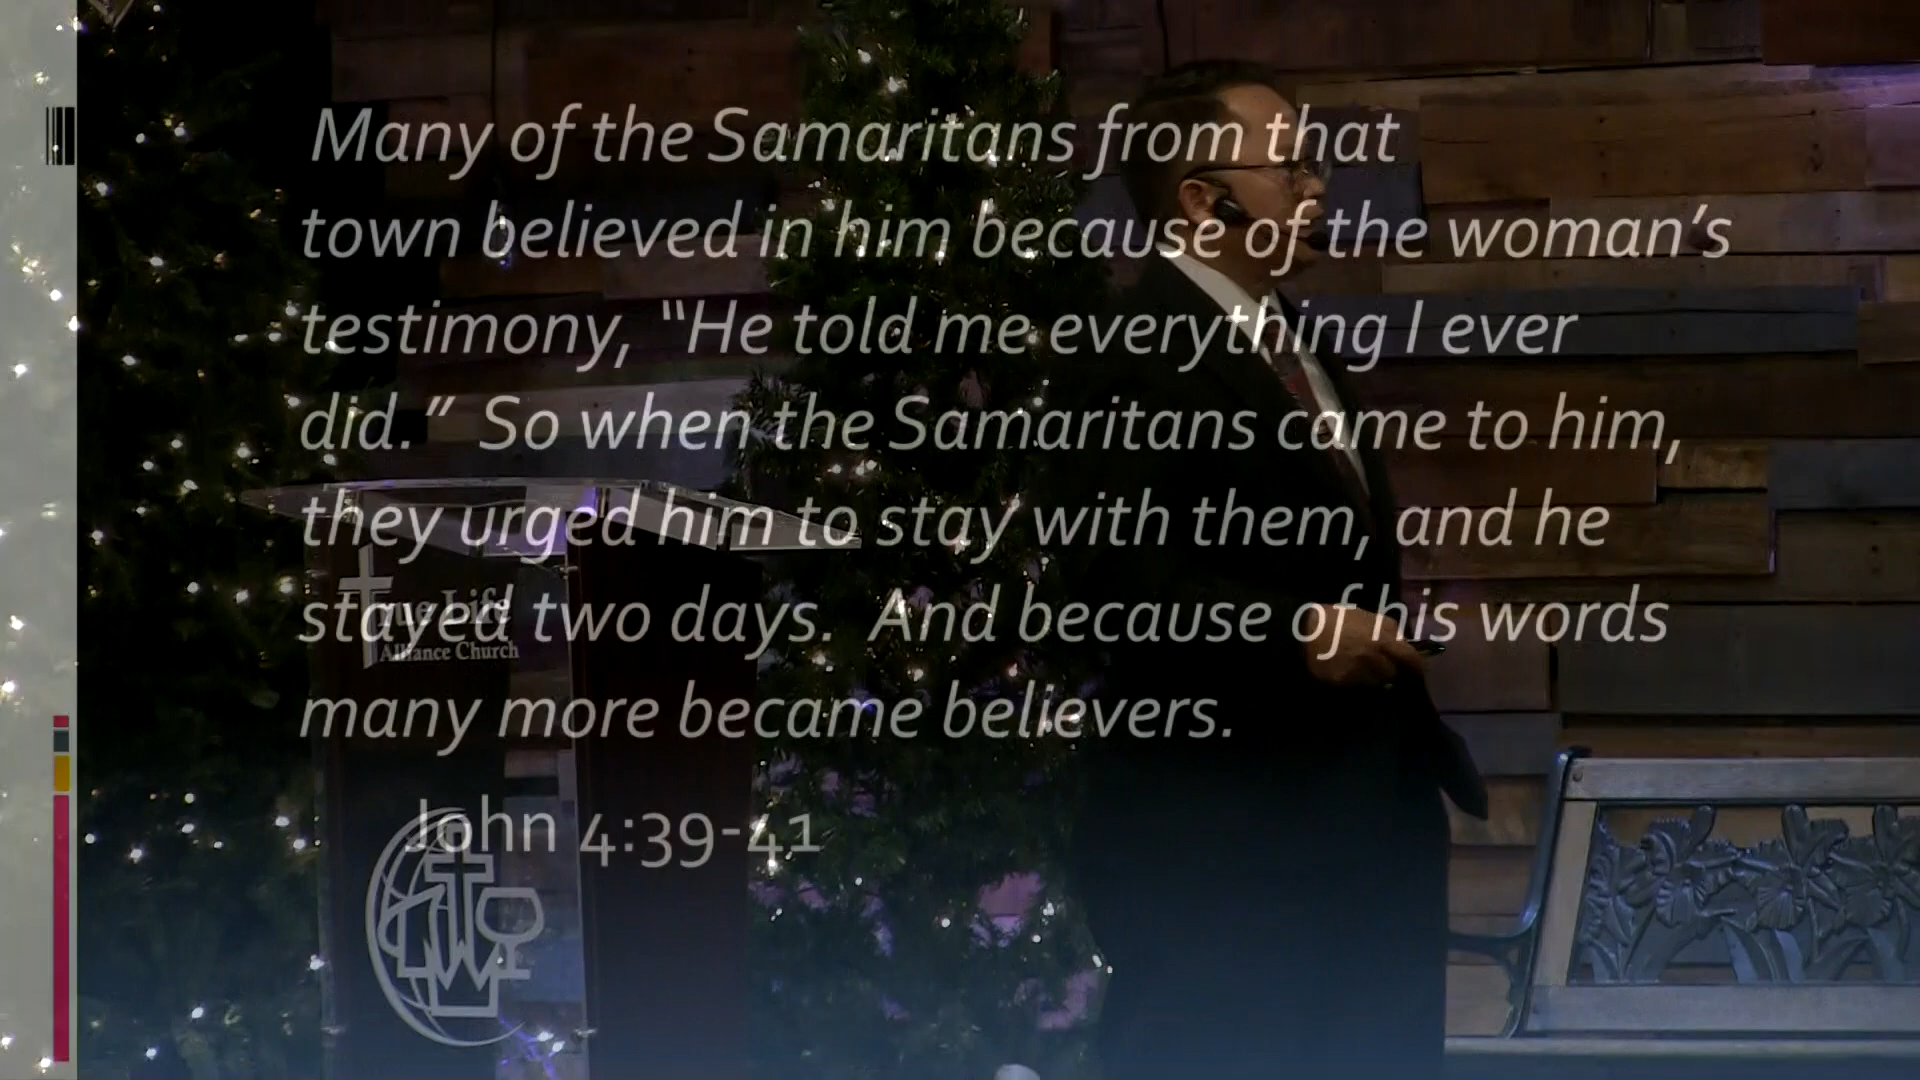 Many of the Samaritans from that
town believed in him because of the woman’s
testimony, “He told me everything I ever
did.” So when the Samaritans came to him,
they urged him to stay with them, and he
stayed two days. And because of his words
many more became believers.
John 4:39-41
True Life
Alliance Church